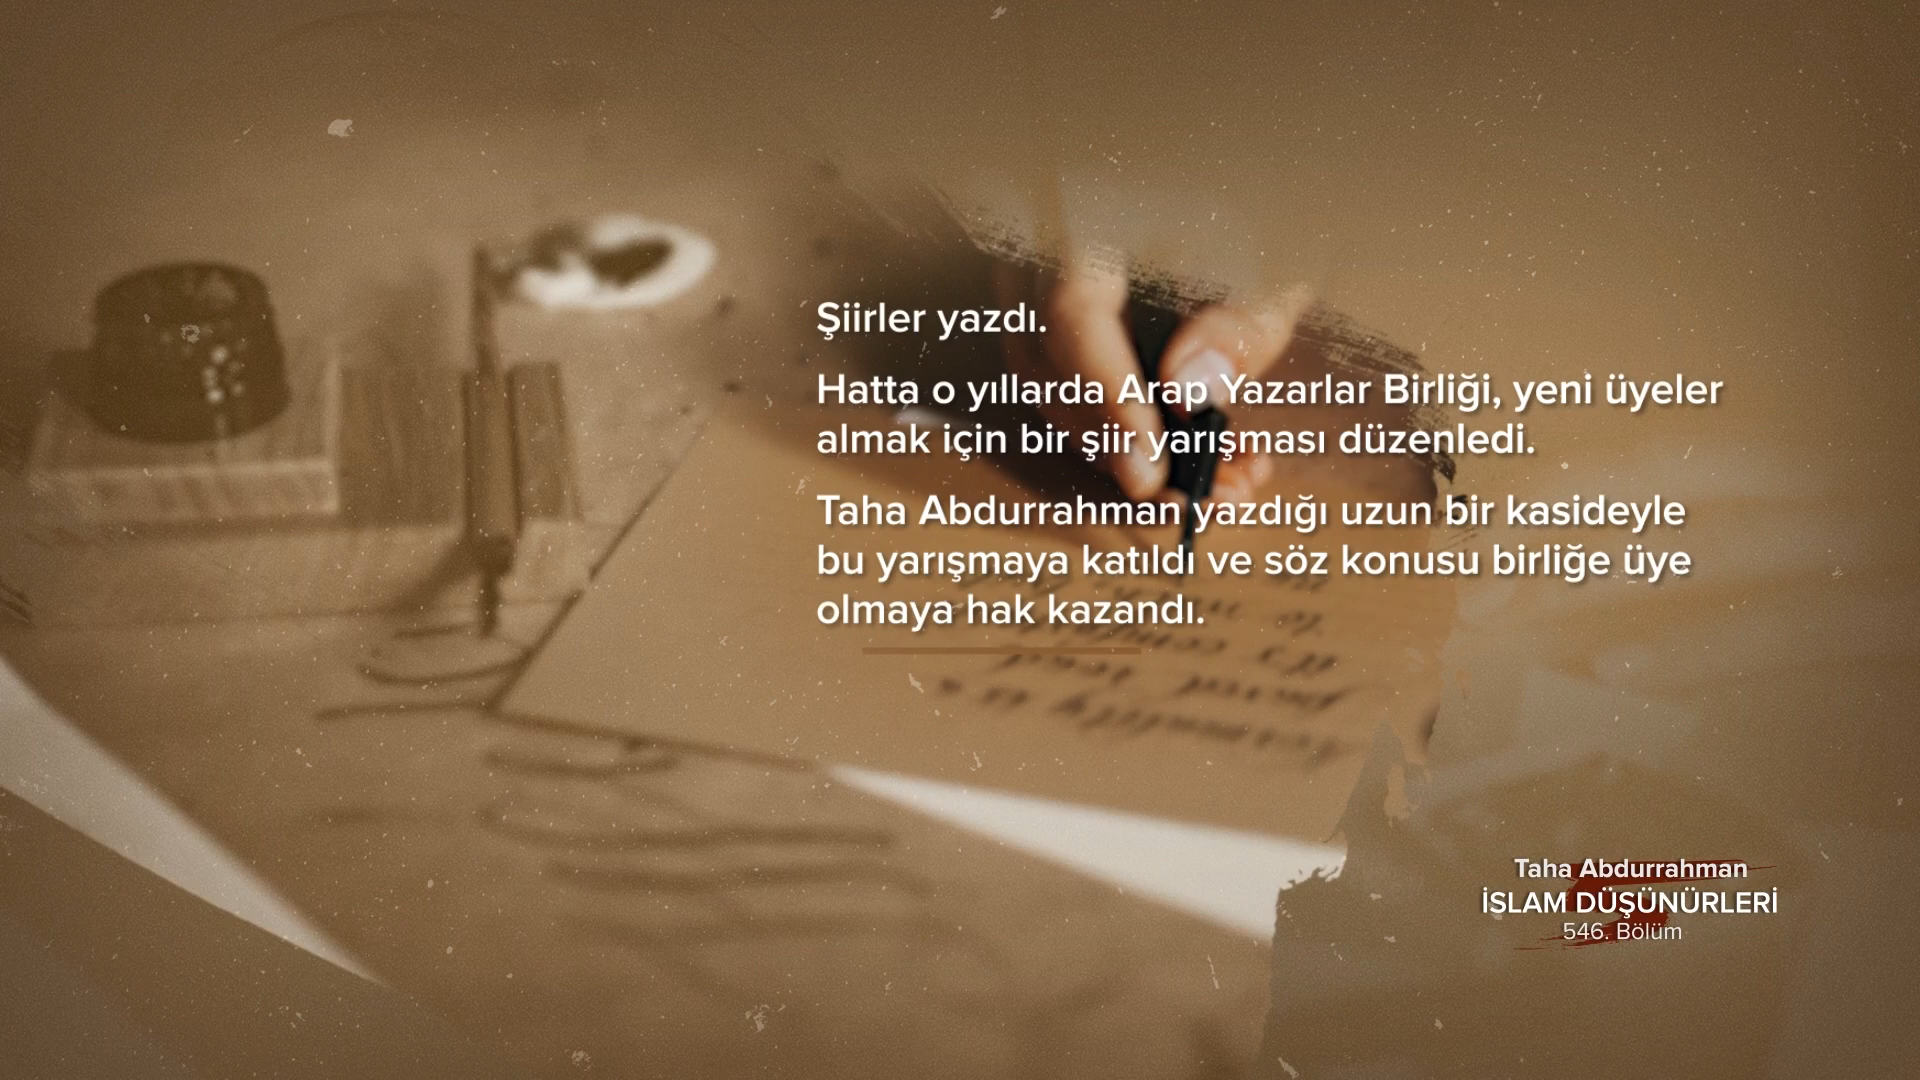 Şiirler yazdı.
Hatta o yıllarda Arap Yazarlar Birliği, yeni üyeler
almak için bir şiir yarışması düzenledi.
Taha Abdurrahman yazdığı uzun bir kasideyle
bu yarışmaya katıldı ve söz konusu birliğe üye
olmaya hak kazandı.
Taha Abdurrahman
İSLAM DÜŞÜNÜRLERİ
546. Bölüm